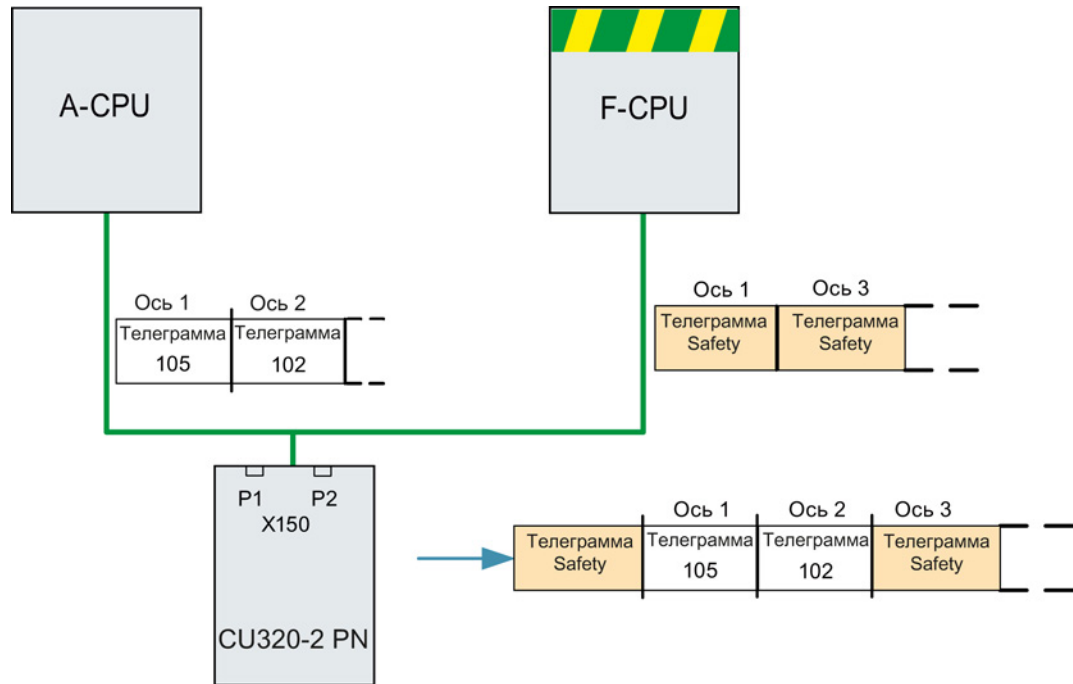 A-CPU
F-CPU
Ось 1 Ось 2
Телеграмма 105
Телеграмма 102
Ось 1 Ось 3
Телеграмма Safety
Телеграмма Safety
P1 P2
X150
CU320-2 PN
Ось 1 Ось 2 Ось 3
Телеграмма Safety
Телеграмма 105
Телеграмма 102
Телеграмма Safety